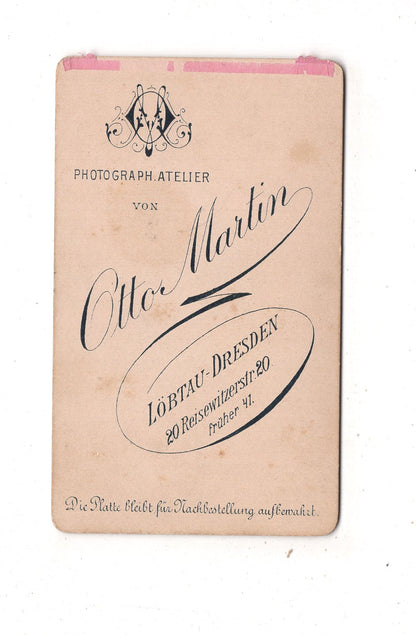 PHOTOGRAPH. ATELIER
VON
Otto Martin
LÖBTAU-DRESDEN
20 Reisewitzerstr. 20
früher 41.
Die Platte bleibt für Nachbestellung aufbewahrt.